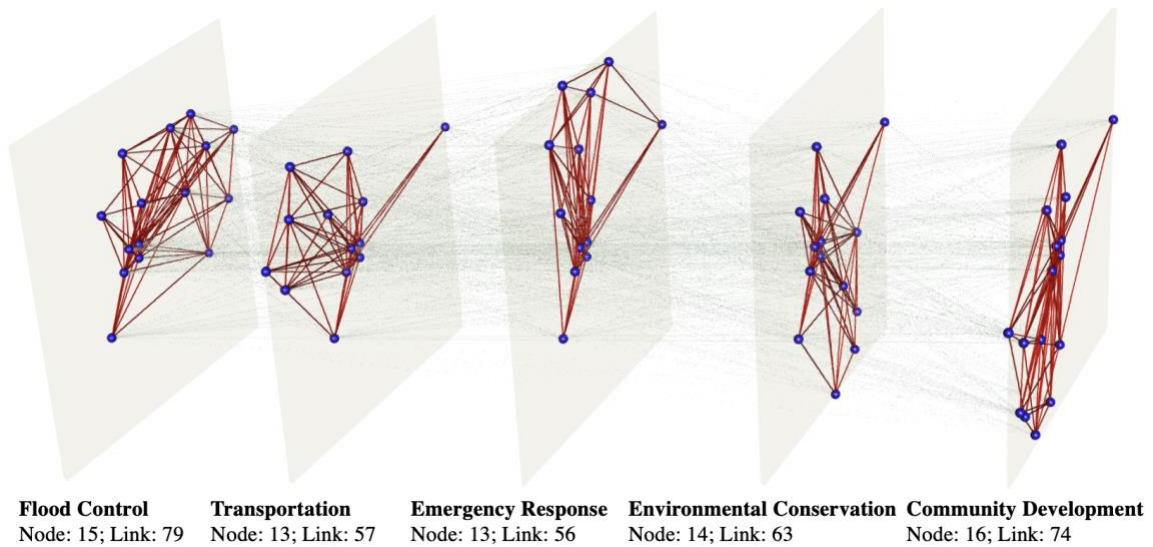 Flood Control Transportation Emergency Response Environmental Conservation Community Development
Node: 15; Link: 79 Node: 13; Link: 57 Node: 13; Link: 56 Node: 14; Link: 63 Node: 16; Link: 74